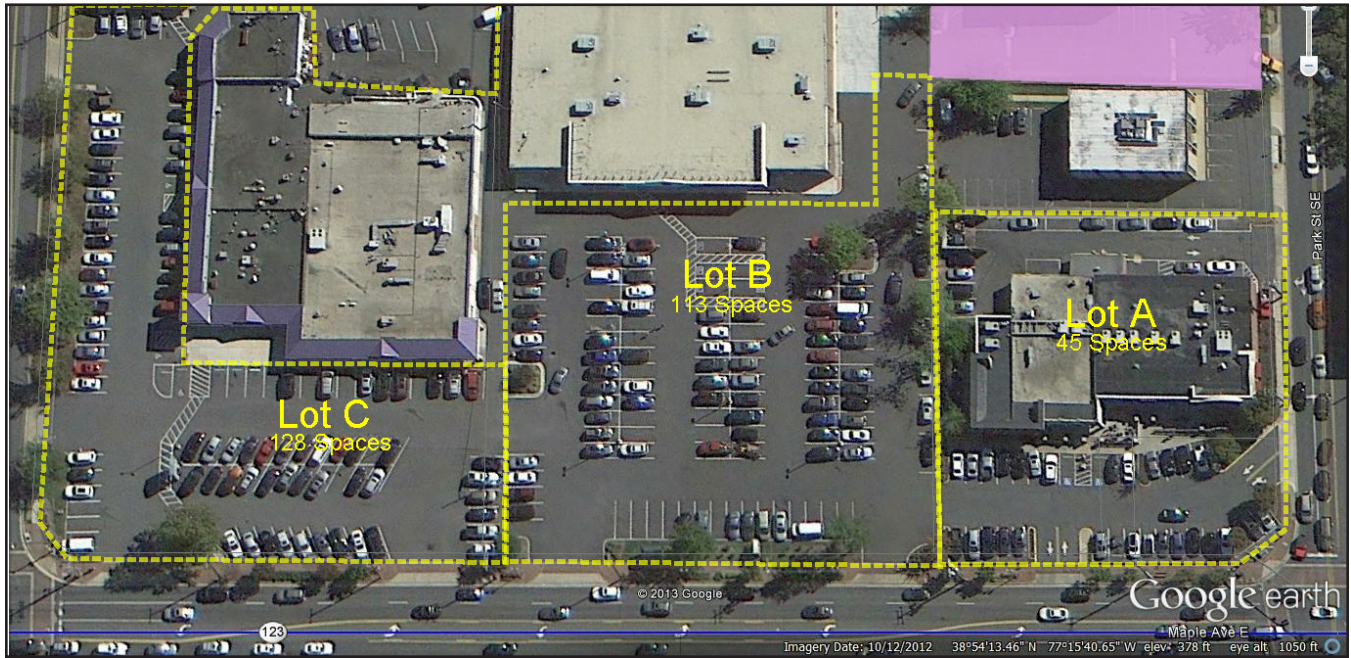 Park St SE
Lot B
113 Spaces
Lot A
45 Spaces
Lot C
128 Spaces
© 2013 Google
Google earth
123
Maple Ave E
Imagery Date: 10/12/2012 38°54'13.46" N 77°15'40.65" W elev 378 ft eye alt 1050 ft